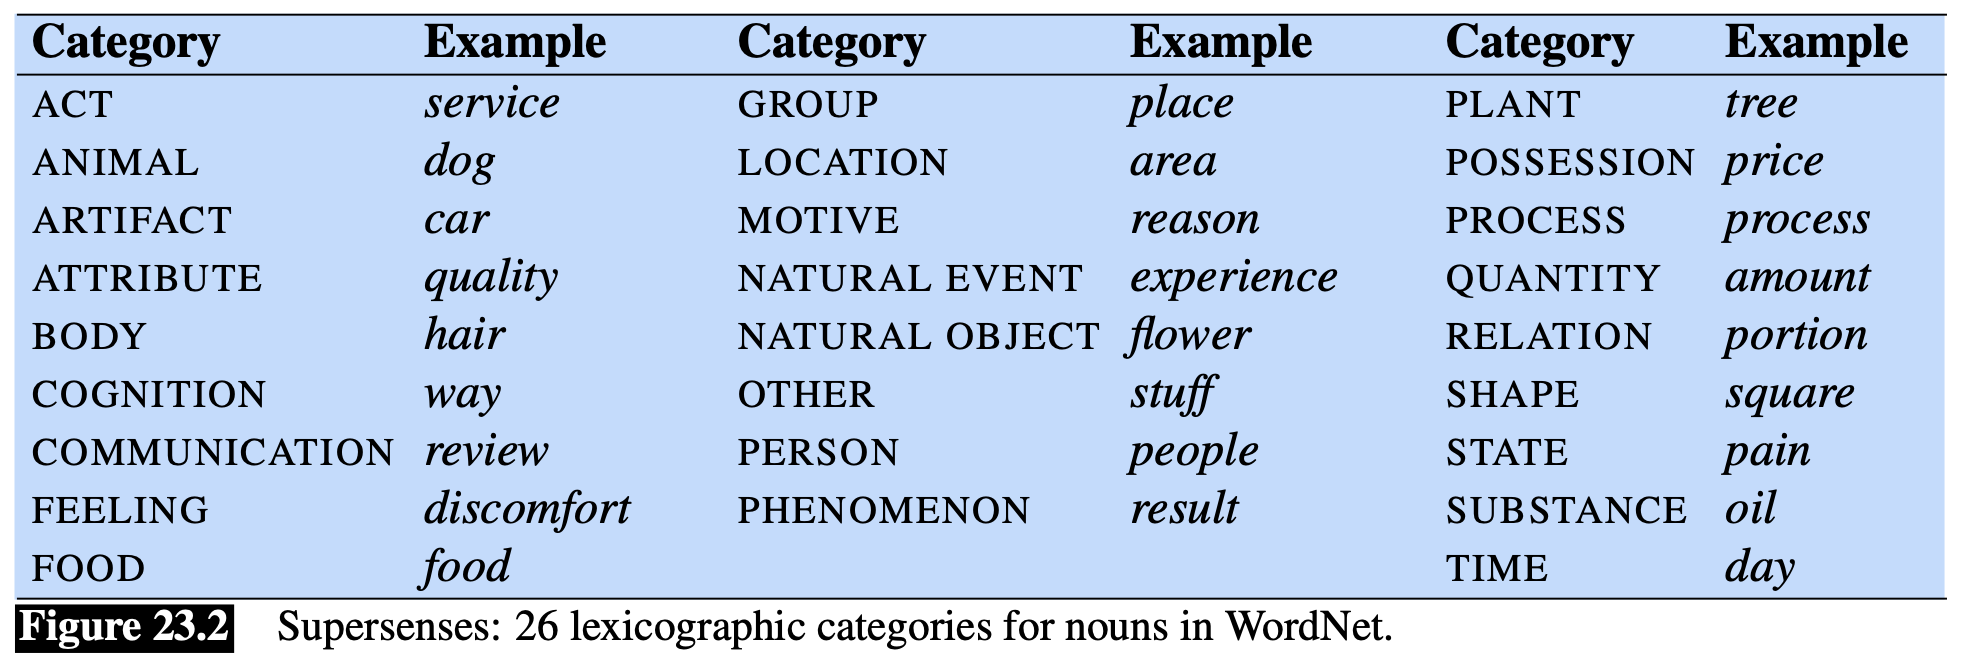 Category Example Category Example Category Example
ACT service GROUP place PLANT tree
ANIMAL dog LOCATION area POSSESSION price
ARTIFACT car MOTIVE reason PROCESS process
ATTRIBUTE quality NATURAL EVENT experience QUANTITY amount
BODY hair NATURAL OBJECT flower RELATION portion
COGNITION way OTHER stuff SHAPE square
COMMUNICATION review PERSON people STATE pain
FEELING discomfort PHENOMENON result SUBSTANCE oil
FOOD food TIME day
Figure 23.2 Supersenses: 26 lexicographic categories for nouns in WordNet.